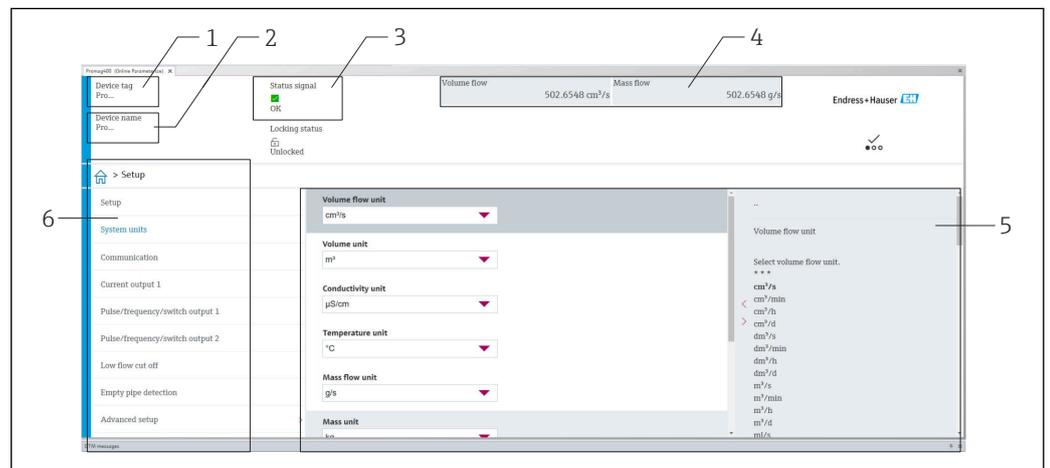 1
2
3
4
Promag400 (Online Parameterize) x
Device tag
Pro...
Status signal
OK
Volume flow
502.6548 cm³/s
Mass flow
502.6548 g/s
Endress+Hauser EH
Device name
Pro...
Locking status
Unlocked
> Setup
6
5
Setup
System units
Communication
Current output 1
Pulse/frequency/switch output 1
Pulse/frequency/switch output 2
Low flow cut off
Empty pipe detection
Advanced setup >
Volume flow unit
cm³/s
Volume unit
m³
Conductivity unit
µS/cm
Temperature unit
°C
Mass flow unit
g/s
Mass unit
kg
..
Volume flow unit
Select volume flow unit.
* * *
cm³/s
cm³/min
cm³/h
cm³/d
dm³/s
dm³/min
dm³/h
dm³/d
m³/s
m³/min
m³/h
m³/d
ml/s
DTM messages